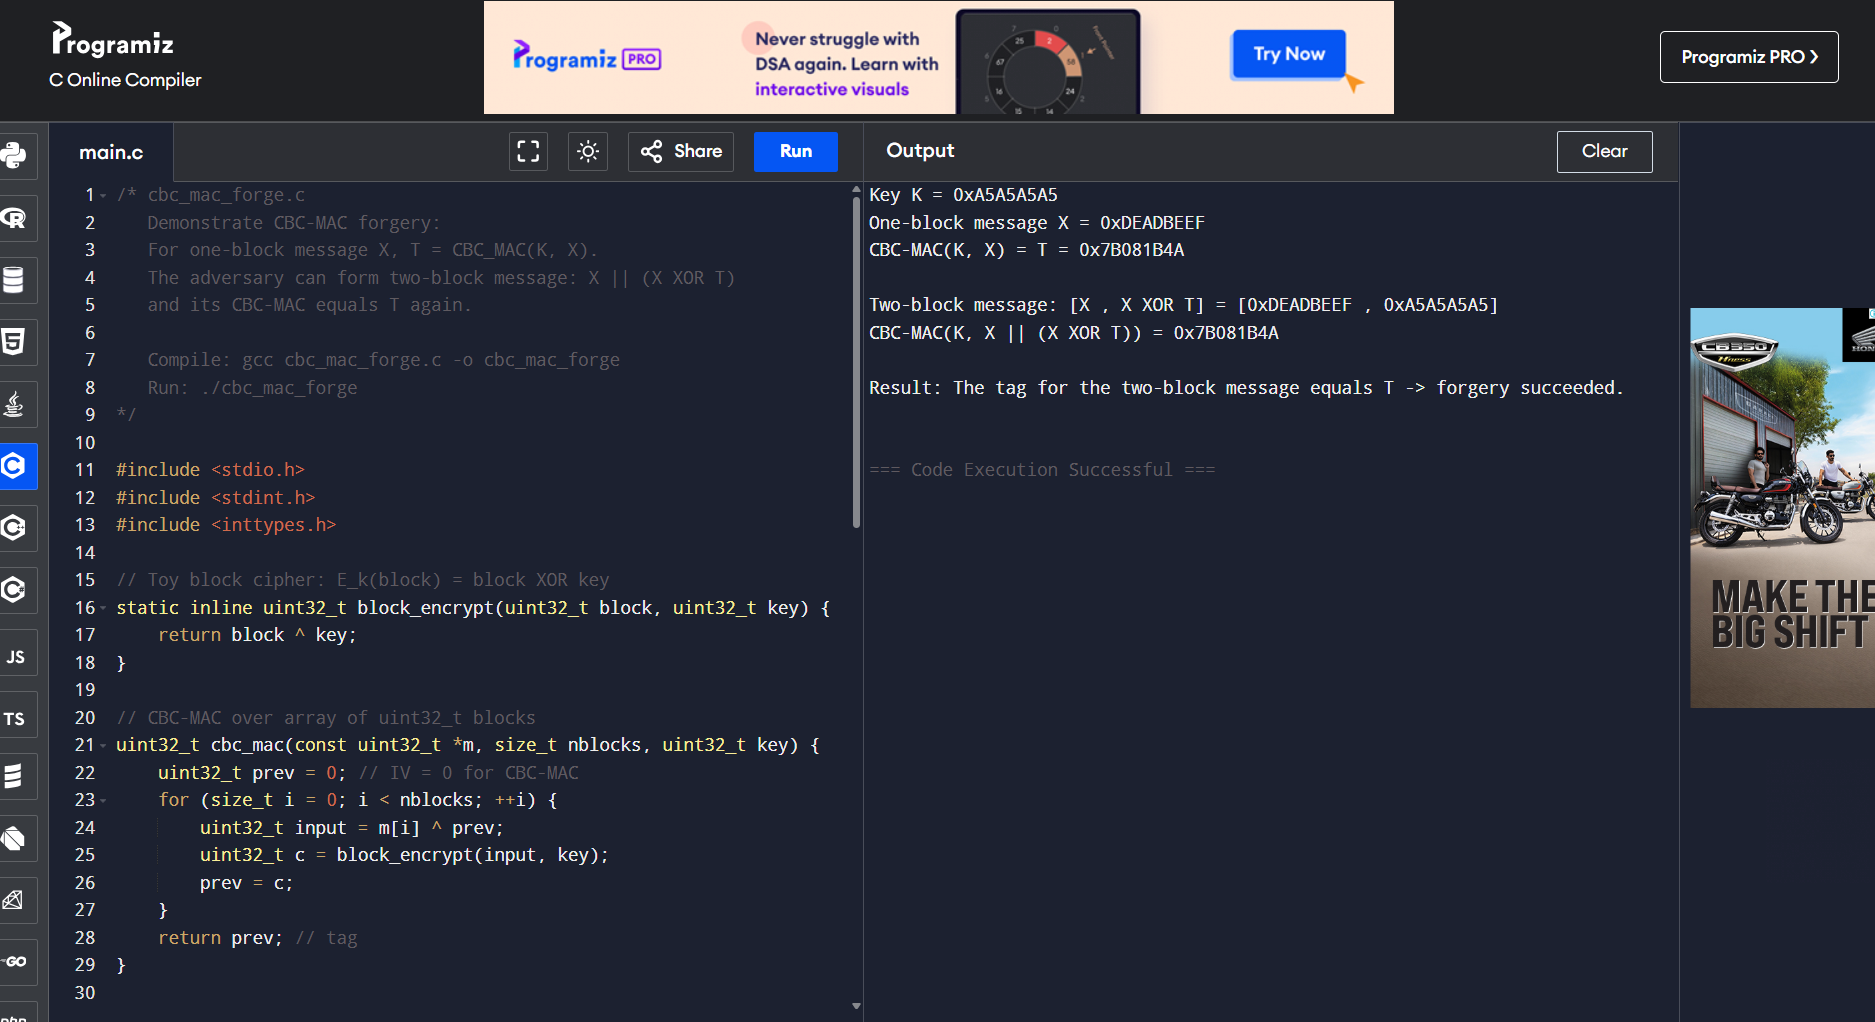 Programiz
C Online Compiler
Programiz PRO
Never struggle with
DSA again. Learn with
interactive visuals
Try Now
Programiz PRO ❯
main.c
Share
Run
Output
Clear
1 /* cbc_mac_forge.c
2    Demonstrate CBC-MAC forgery:
3    For one-block message X, T = CBC_MAC(K, X).
4    The adversary can form two-block message: X || (X XOR T)
5    and its CBC-MAC equals T again.
6
7    Compile: gcc cbc_mac_forge.c -o cbc_mac_forge
8    Run: ./cbc_mac_forge
9 */
10
11 #include <stdio.h>
12 #include <stdint.h>
13 #include <inttypes.h>
14
15 // Toy block cipher: E_k(block) = block XOR key
16 static inline uint32_t block_encrypt(uint32_t block, uint32_t key) {
17     return block ^ key;
18 }
19
20 // CBC-MAC over array of uint32_t blocks
21 uint32_t cbc_mac(const uint32_t *m, size_t nblocks, uint32_t key) {
22     uint32_t prev = 0; // IV = 0 for CBC-MAC
23     for (size_t i = 0; i < nblocks; ++i) {
24         uint32_t input = m[i] ^ prev;
25         uint32_t c = block_encrypt(input, key);
26         prev = c;
27     }
28     return prev; // tag
29 }
30
Key K = 0xA5A5A5A5
One-block message X = 0xDEADBEEF
CBC-MAC(K, X) = T = 0x7B081B4A
Two-block message: [X , X XOR T] = [0xDEADBEEF , 0xA5A5A5A5]
CBC-MAC(K, X || (X XOR T)) = 0x7B081B4A
Result: The tag for the two-block message equals T -> forgery succeeded.
=== Code Execution Successful ===
JS
TS
GO
php
CB350
H'ness
HON
MAKE THE
BIG SHIFT